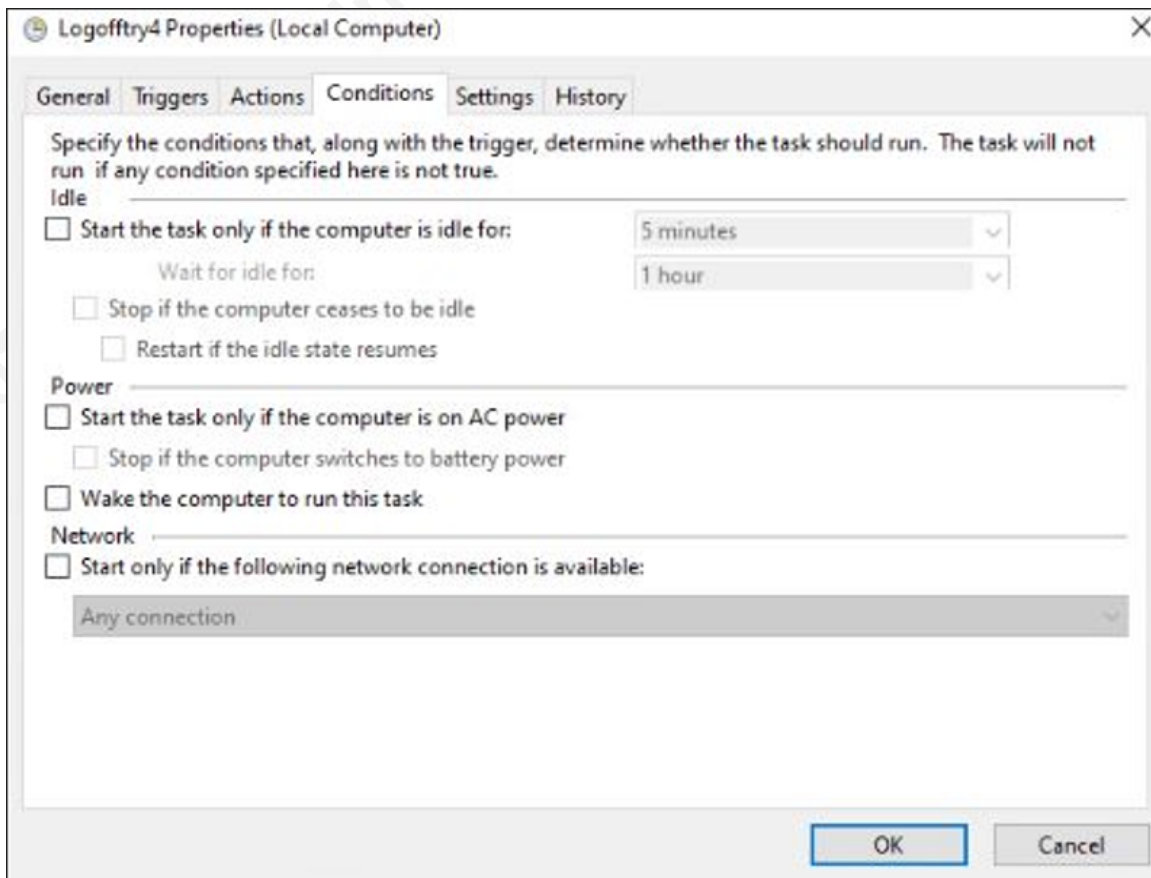 Logofftry4 Properties (Local Computer)
General Triggers Actions Conditions Settings History
Specify the conditions that, along with the trigger, determine whether the task should run. The task will not
run if any condition specified here is not true.
Idle
Start the task only if the computer is idle for: 5 minutes
Wait for idle for: 1 hour
Stop if the computer ceases to be idle
Restart if the idle state resumes
Power
Start the task only if the computer is on AC power
Stop if the computer switches to battery power
Wake the computer to run this task
Network
Start only if the following network connection is available:
Any connection
OK Cancel